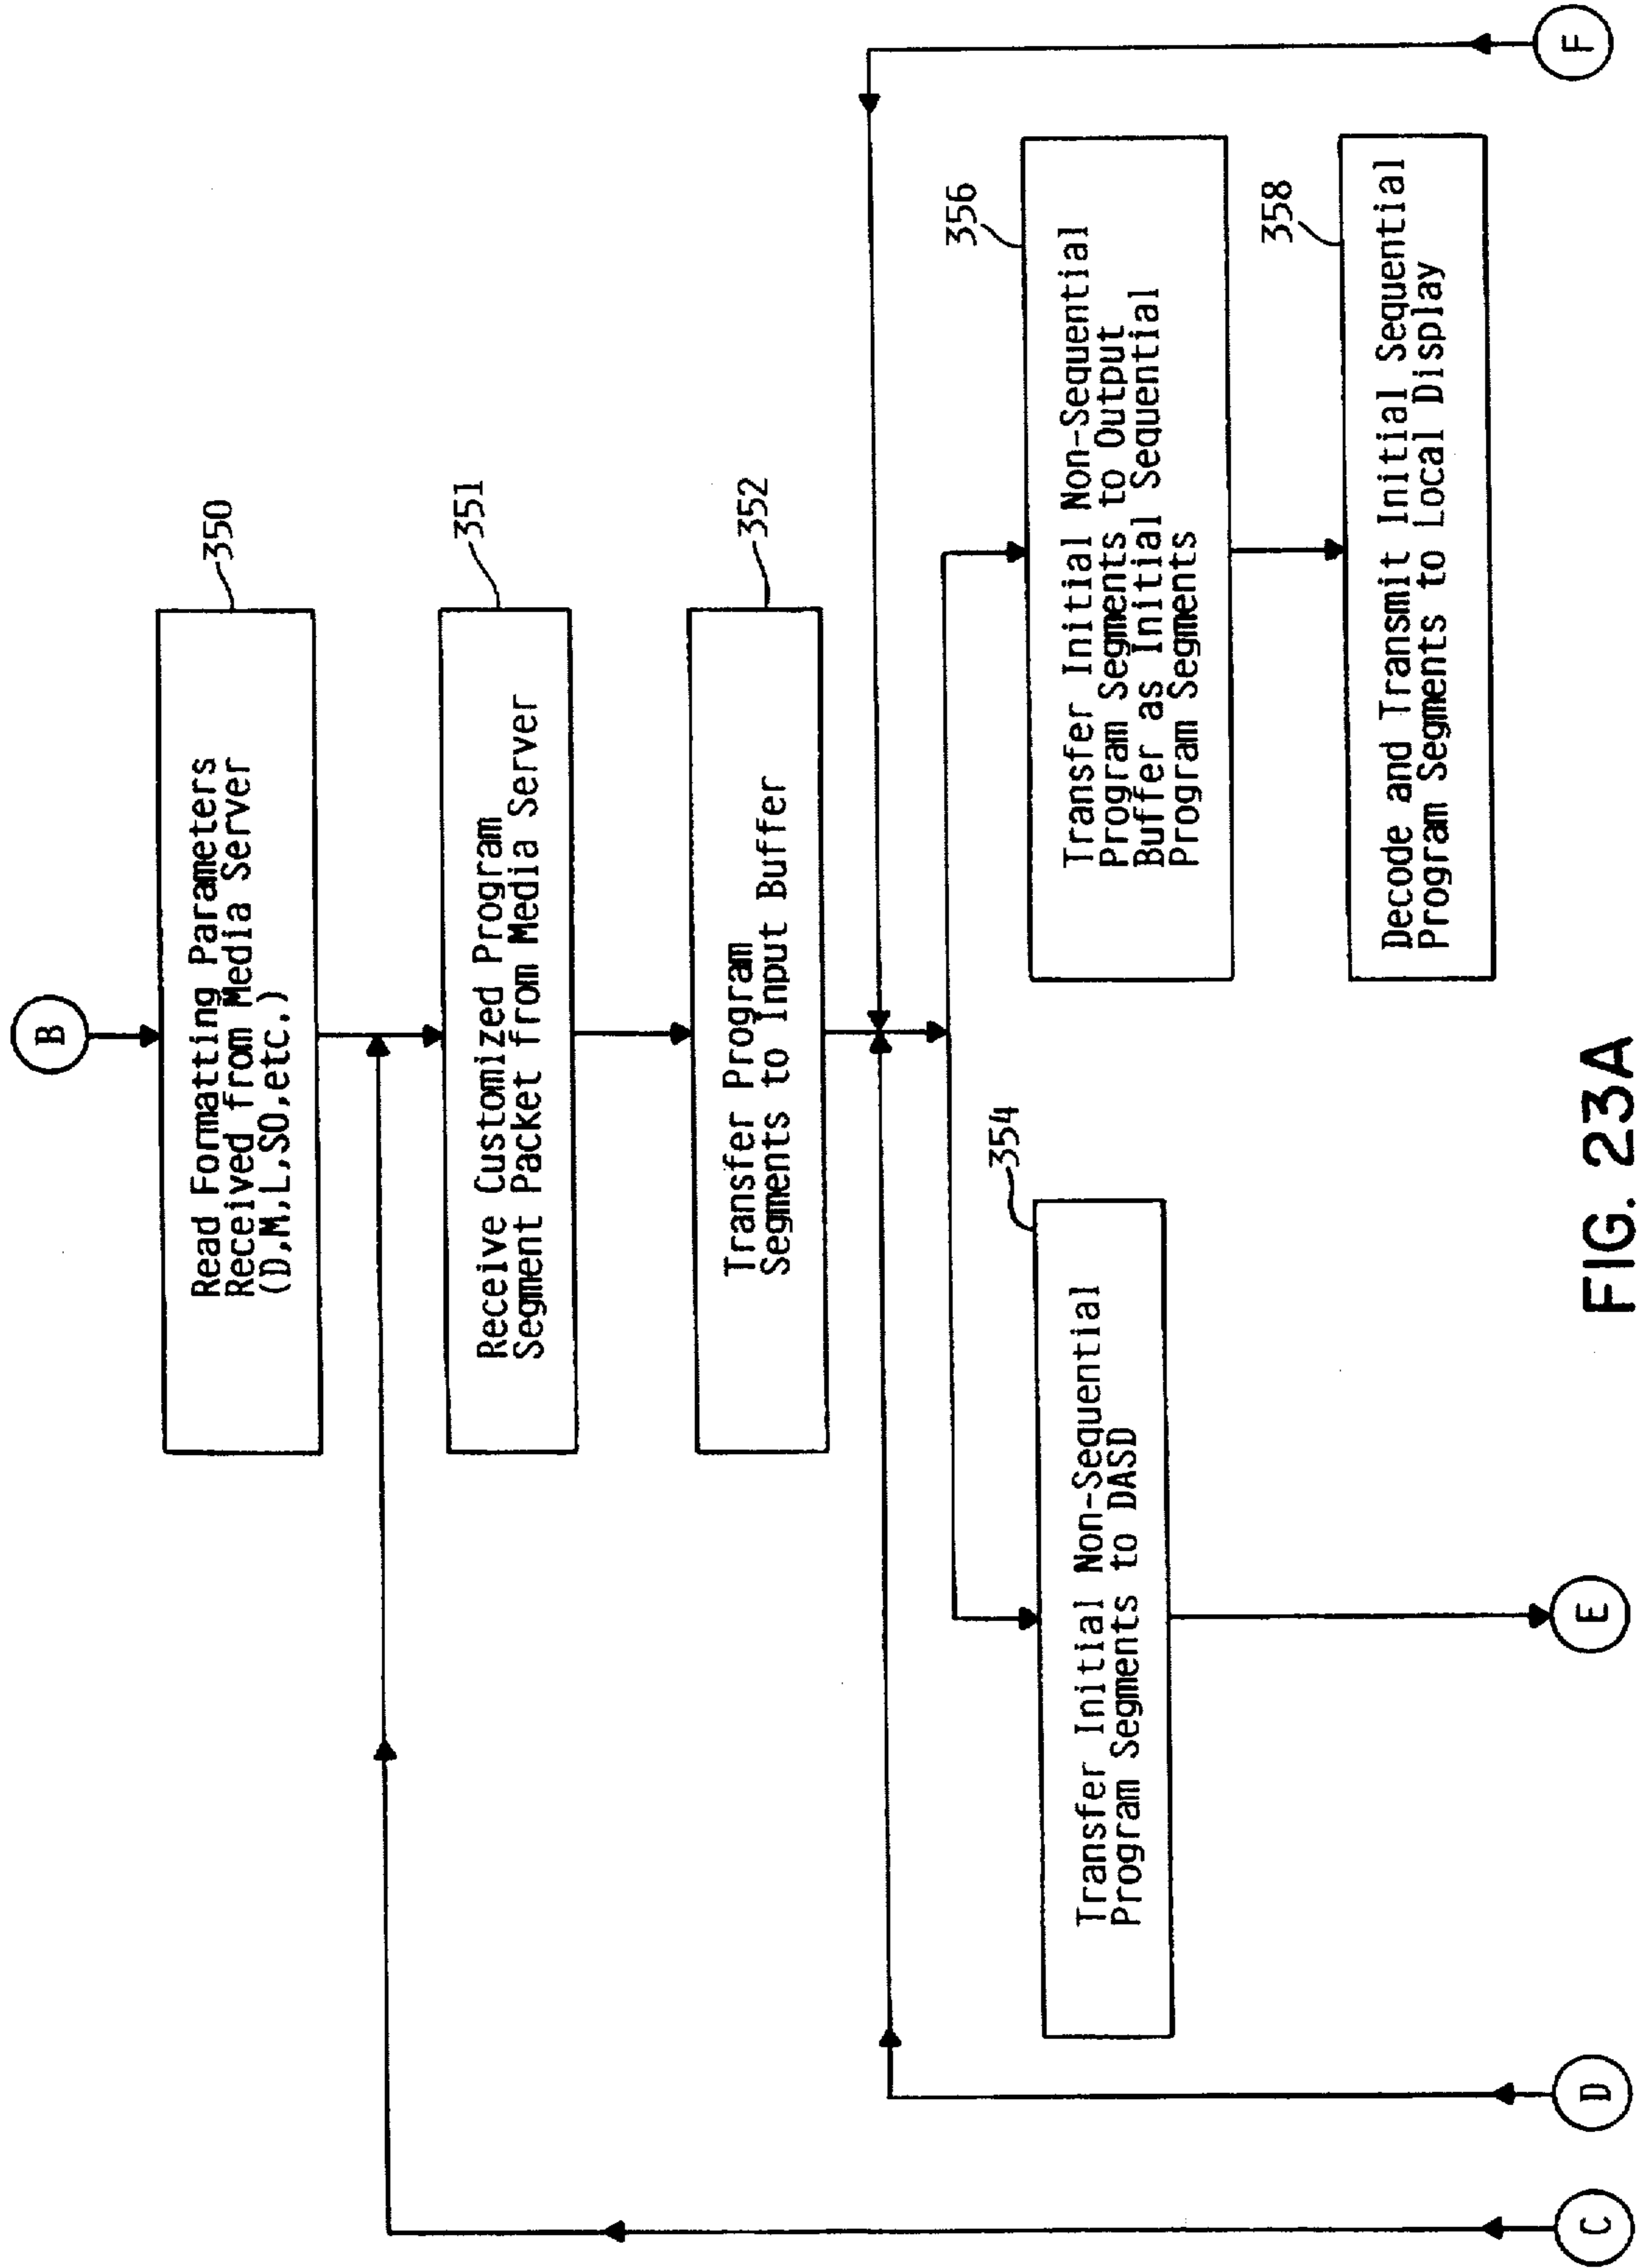 B
350
Read Formatting Parameters
Received from Media Server
(D,M,L,SO,etc.)
351
Receive Customized Program
Segment Packet from Media Server
352
Transfer Program
Segments to Input Buffer
354
Transfer Initial Non-Sequential
Program Segments to DASD
356
Transfer Initial Non-Sequential
Program Segments to Output
Buffer as Initial Sequential
Program Segments
358
Decode and Transmit Initial Sequential
Program Segments to Local Display
C
D
E
F
FIG. 23A